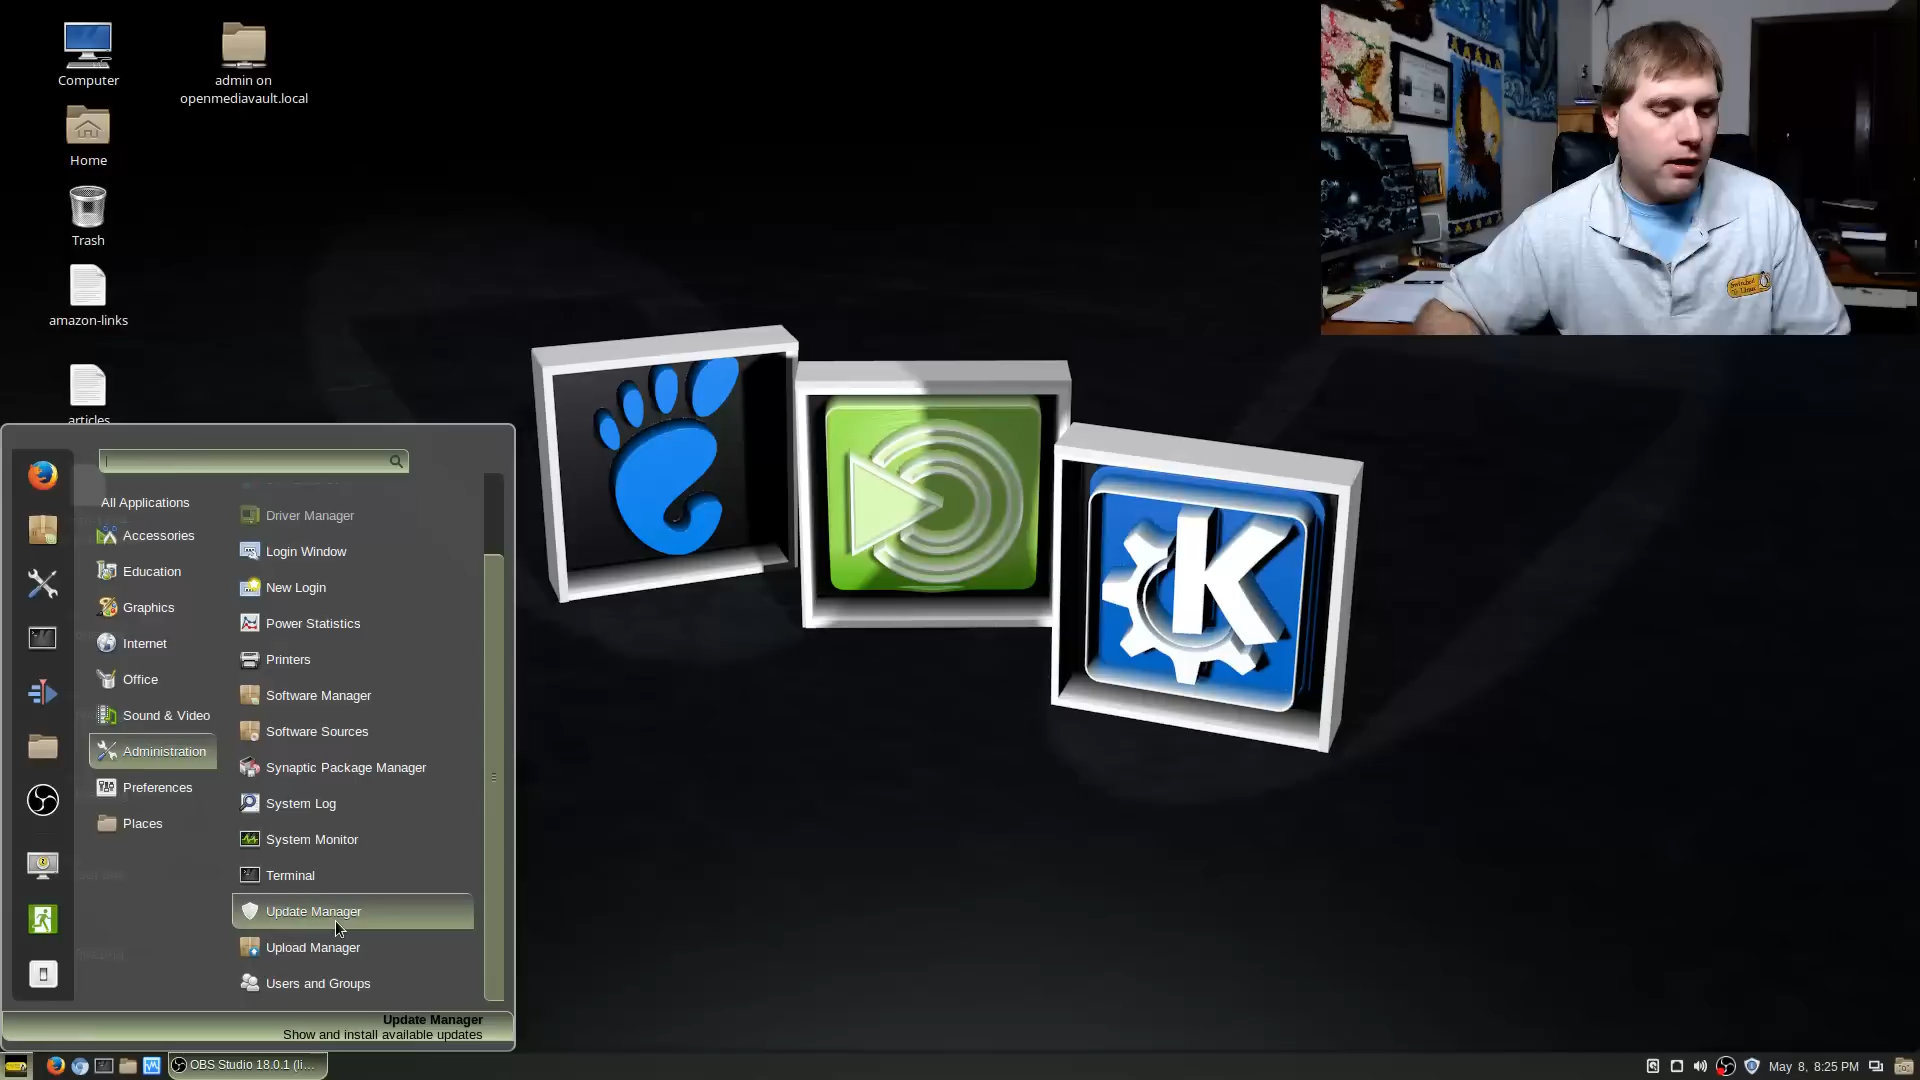 Computer
admin on
openmediavault.local
Home
Trash
amazon-links
articles
All Applications
Accessories
Education
Graphics
Internet
Office
Sound & Video
Administration
Preferences
Places
Driver Manager
Login Window
New Login
Power Statistics
Printers
Software Manager
Software Sources
Synaptic Package Manager
System Log
System Monitor
Terminal
Update Manager
Upload Manager
Users and Groups
Update Manager
Show and install available updates
K
Switched
to Linux
OBS Studio 18.0.1 (li...
May 8, 8:25 PM